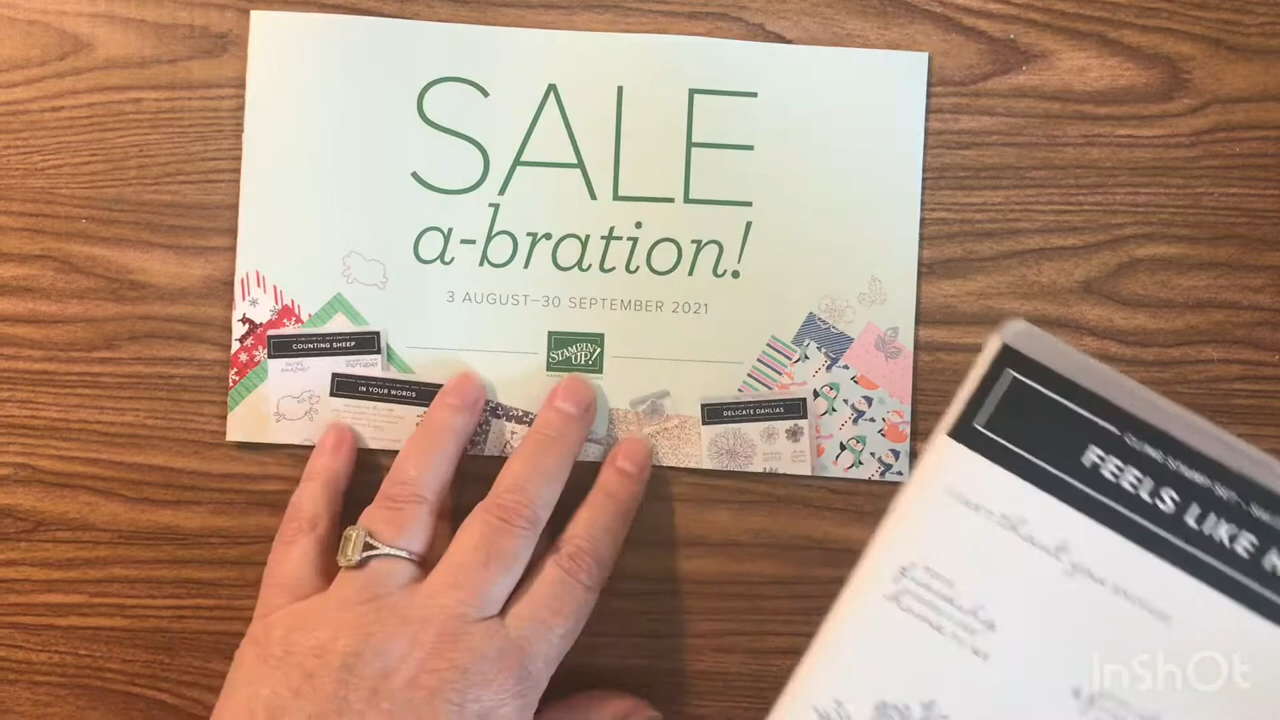 SALE
a-bration!
3 AUGUST–30 SEPTEMBER 2021
STAMPIN' UP!
COUNTING SHEEP
IN YOUR WORDS
DELICATE DAHLIAS
FEELS LIKE
InShOt